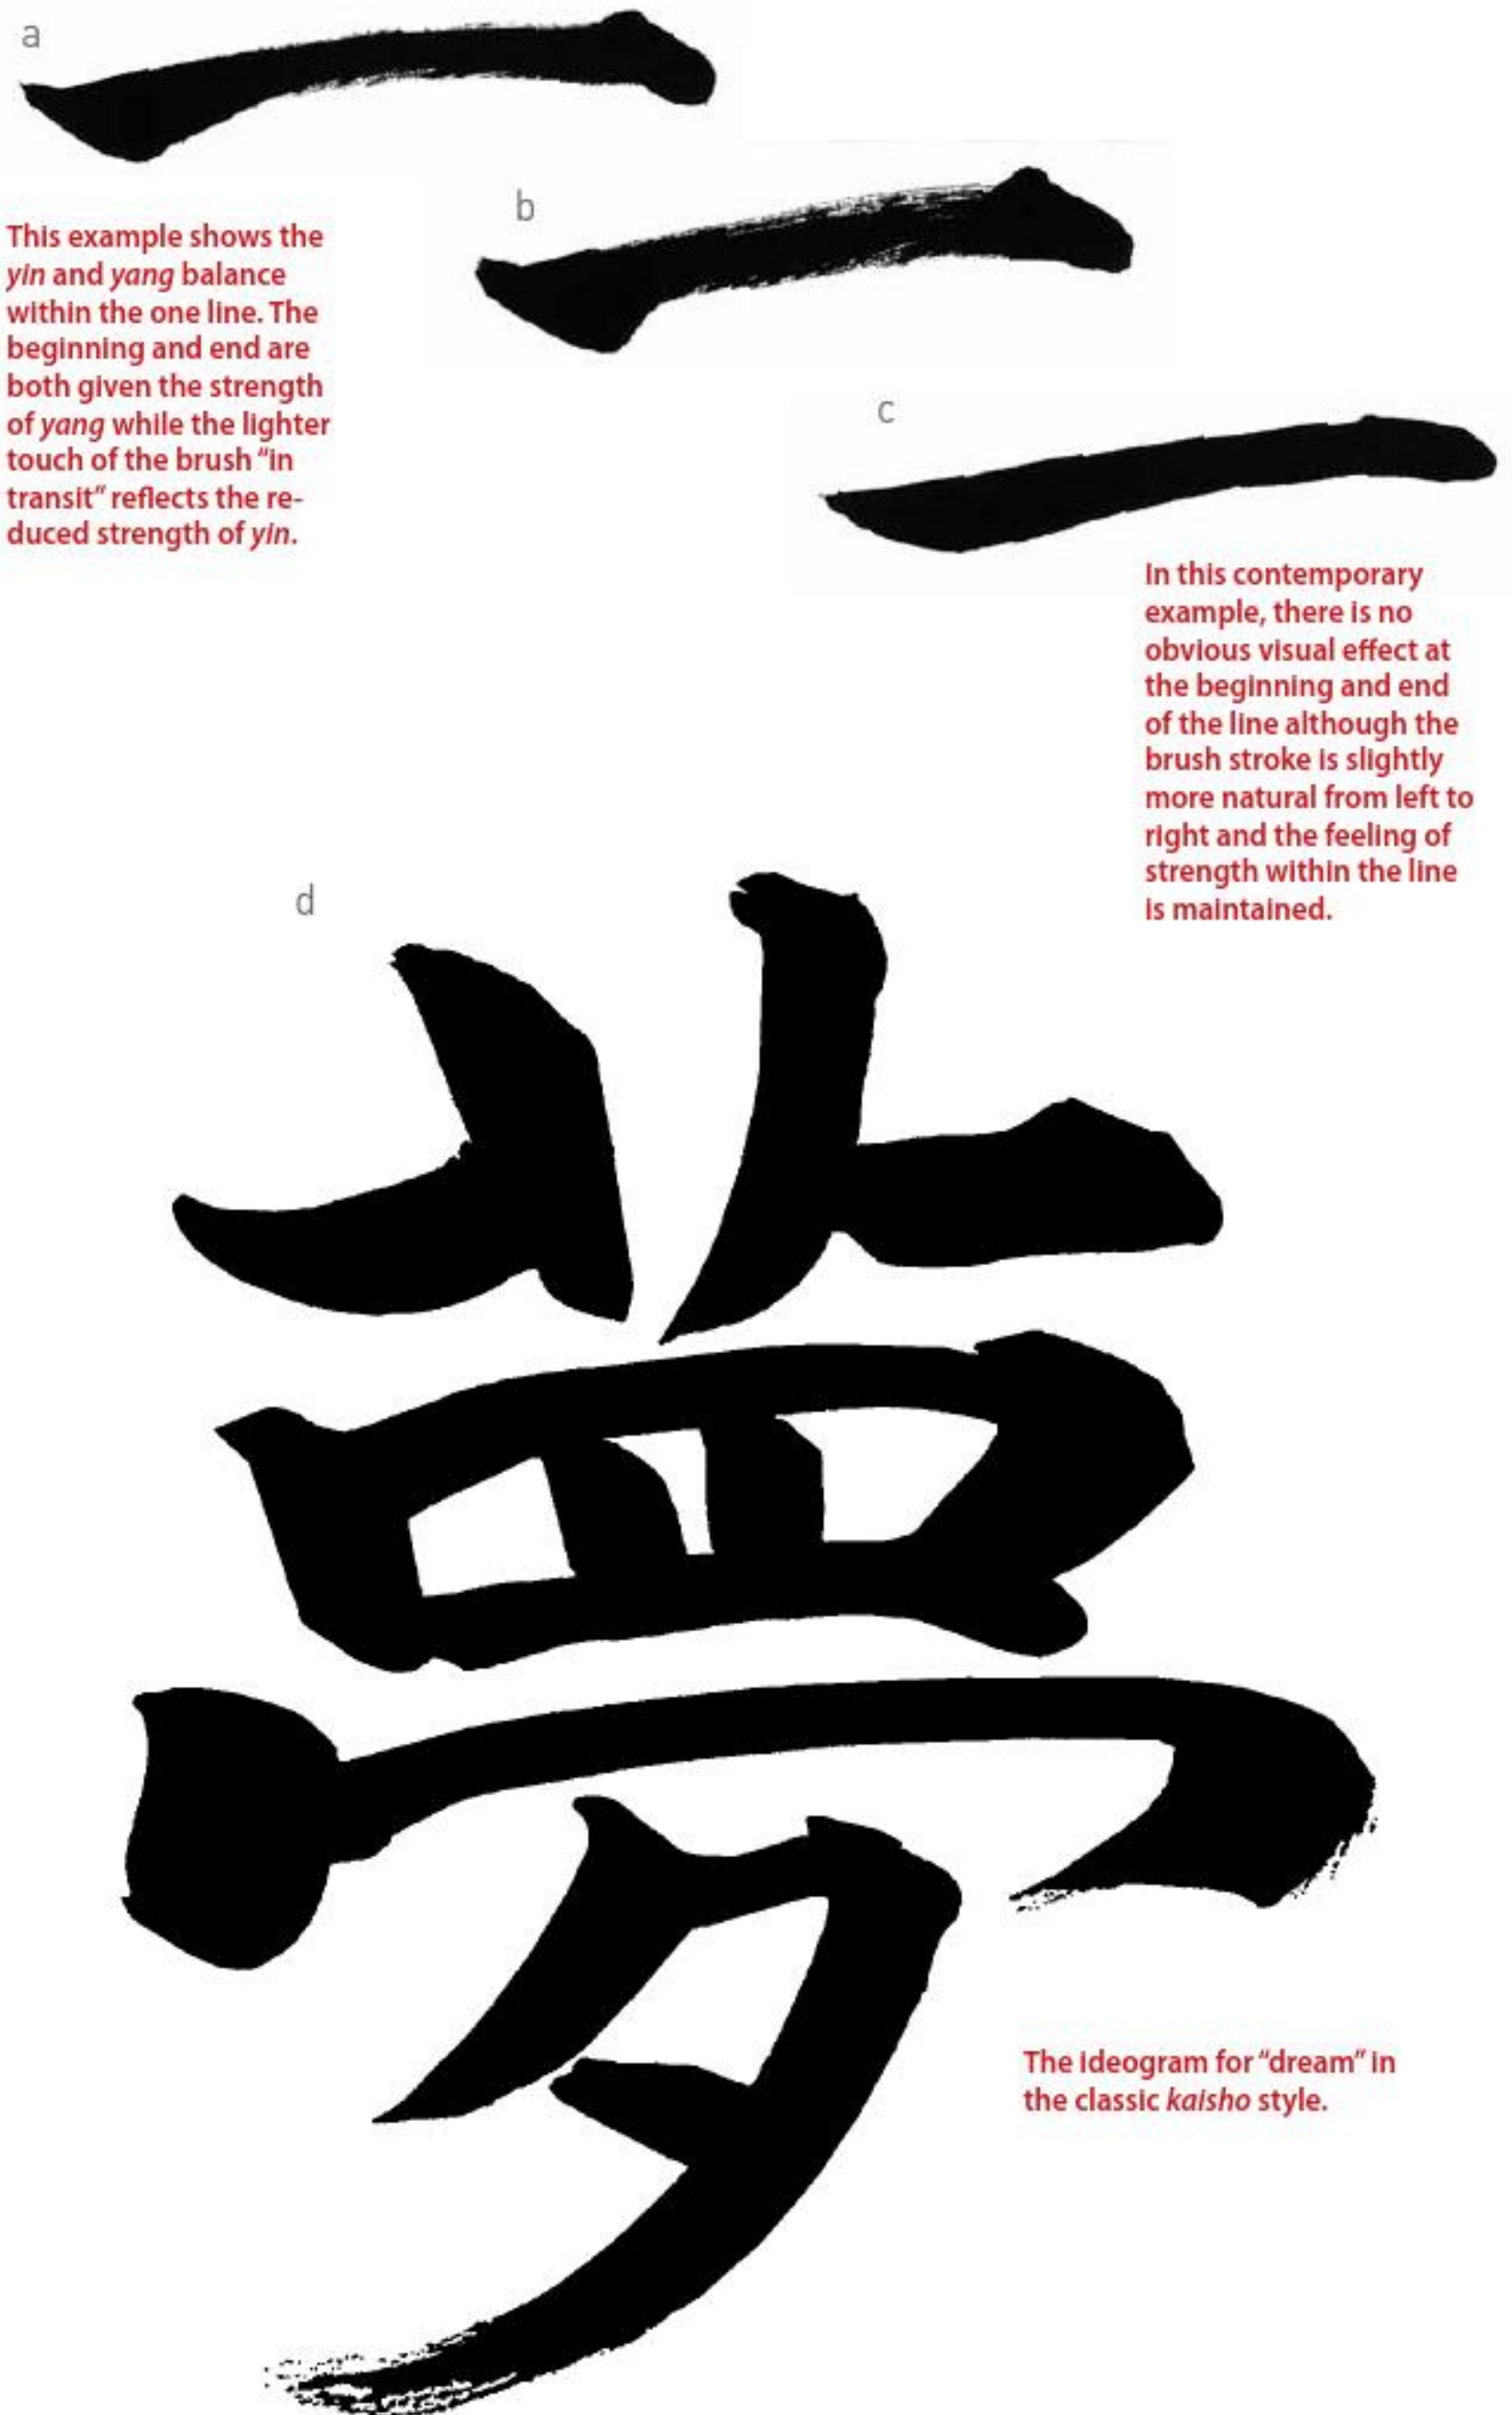 a
This example shows the
yin and yang balance
within the one line. The
beginning and end are
both given the strength
of yang while the lighter
touch of the brush “in
transit” reflects the re-
duced strength of yin.
b
c
In this contemporary
example, there is no
obvious visual effect at
the beginning and end
of the line although the
brush stroke is slightly
more natural from left to
right and the feeling of
strength within the line
is maintained.
d
夢
The ideogram for “dream” in
the classic kaisho style.